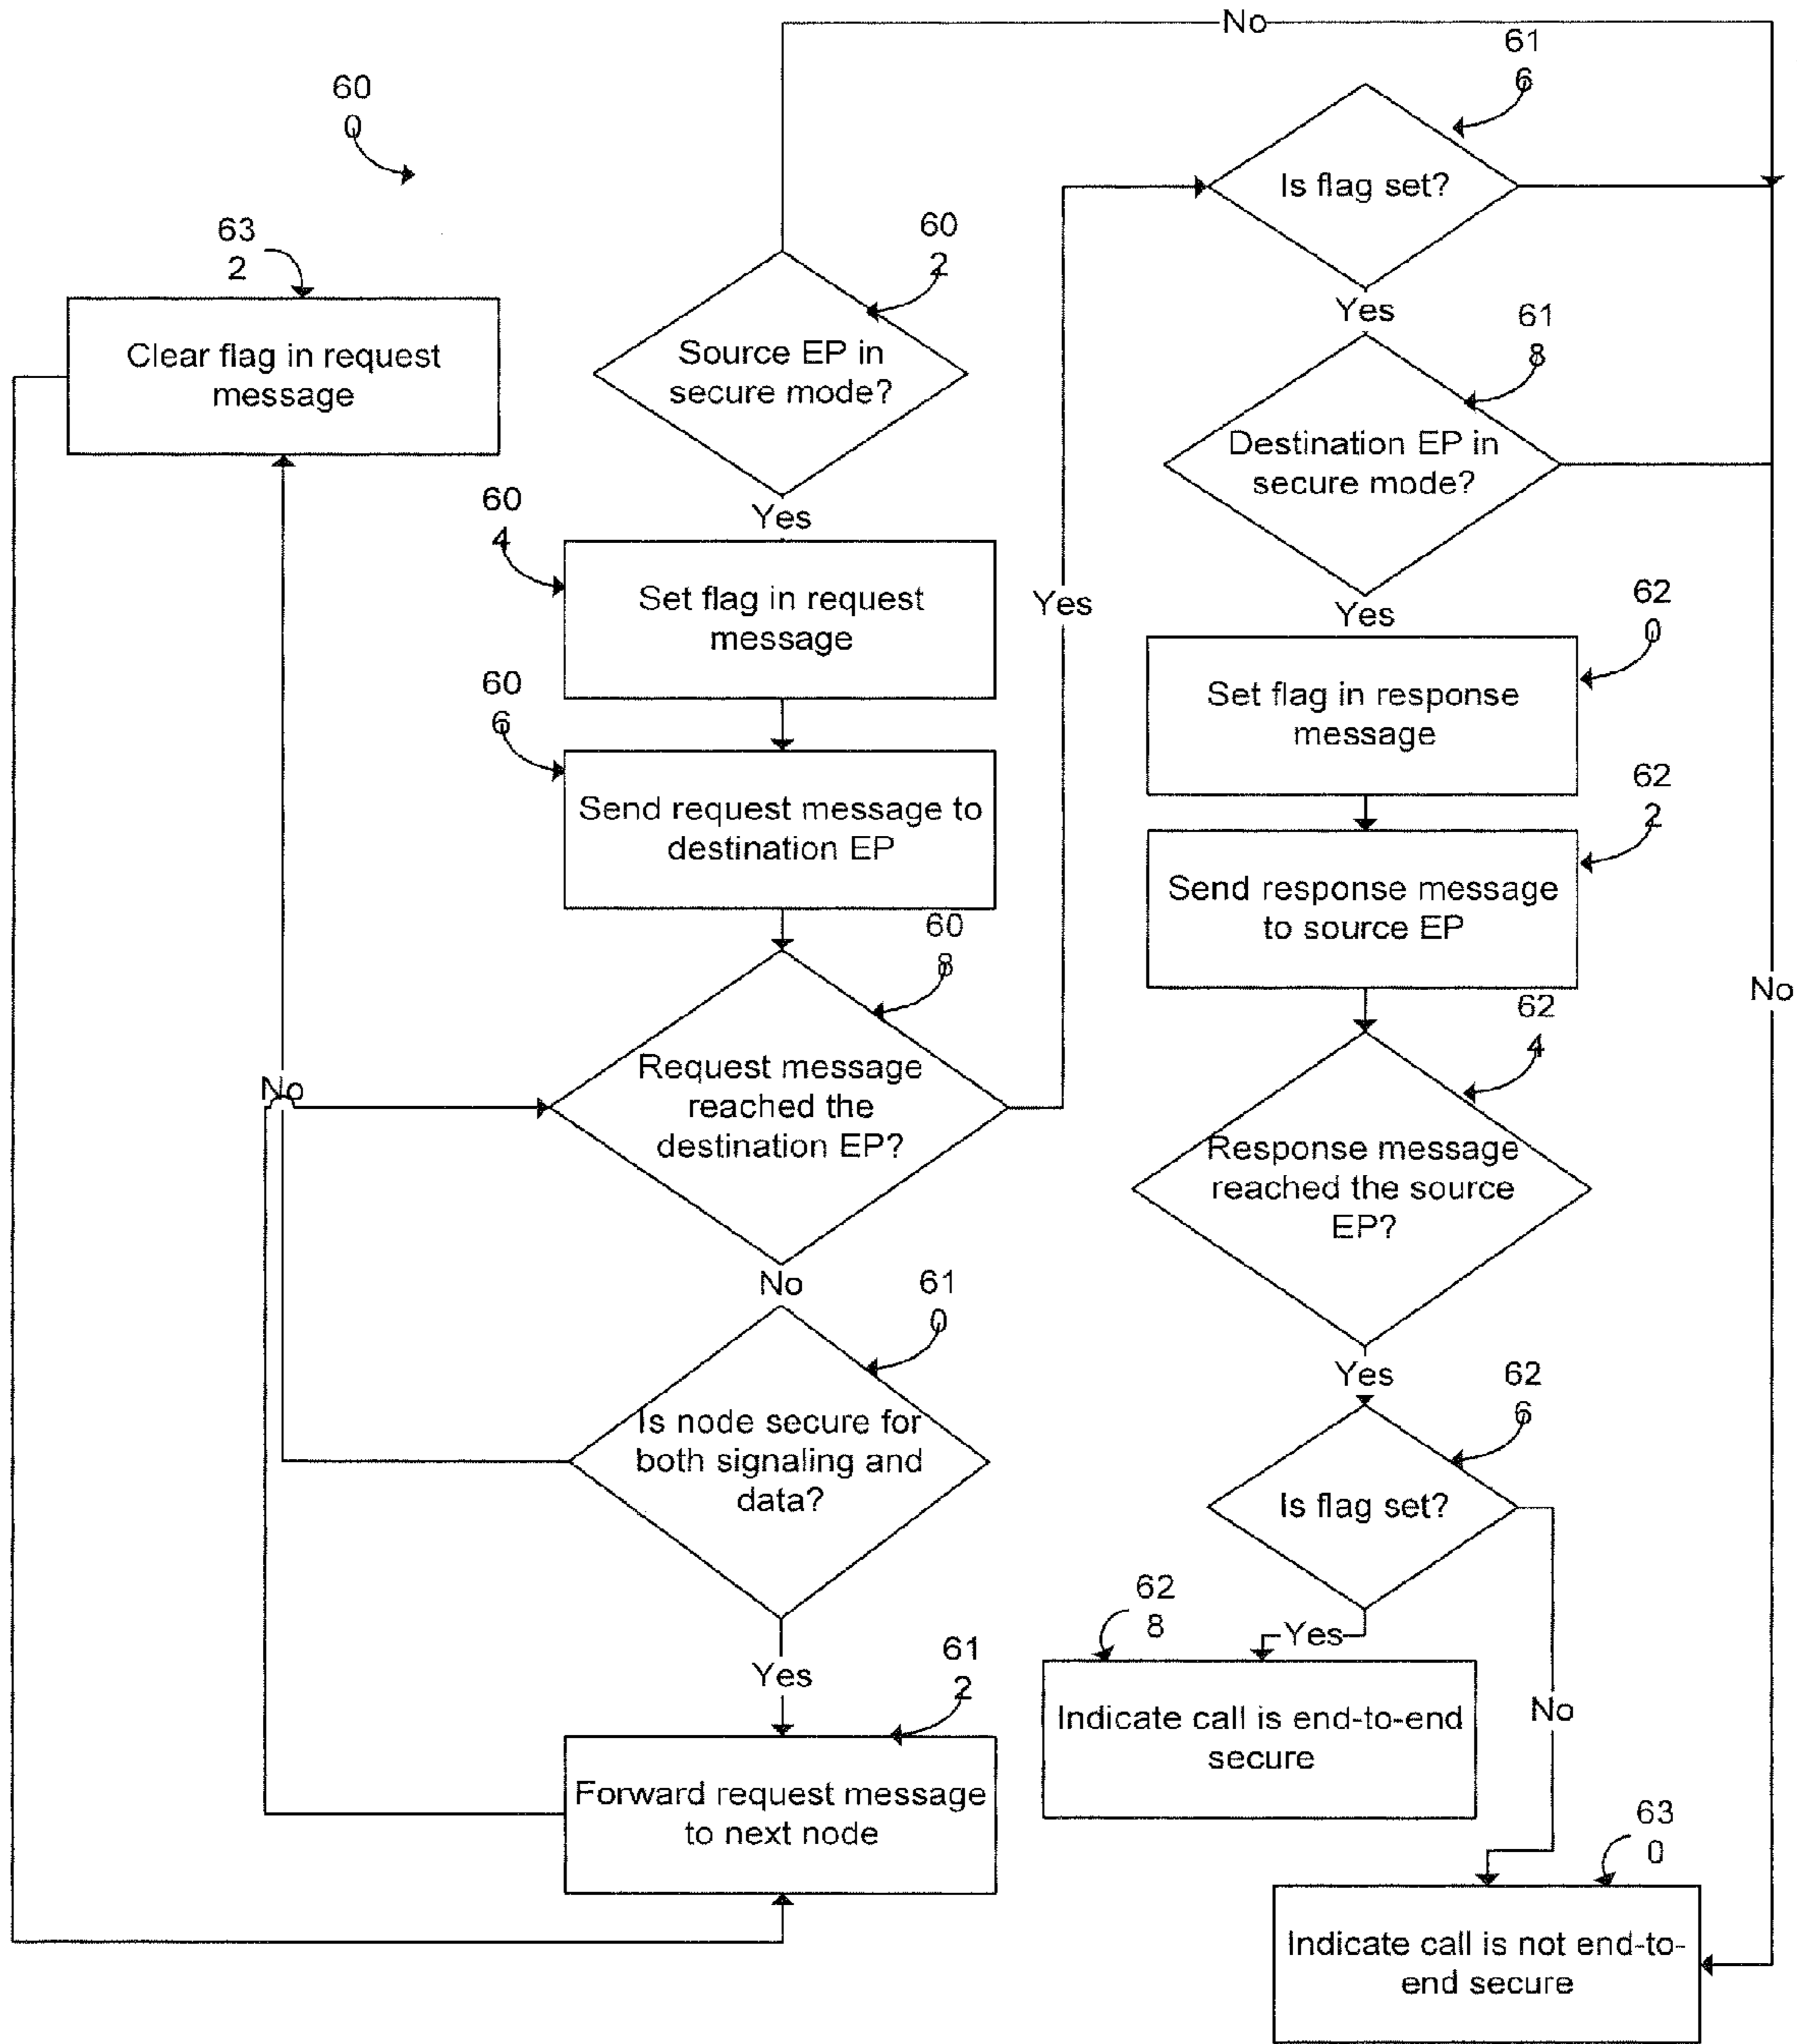 No
61
6
60
0
Is flag set?
63
2
60
2
Yes
61
8
Clear flag in request
message
Source EP in
secure mode?
Destination EP in
secure mode?
Yes
60
4
Set flag in request
message
Yes
Yes
62
0
60
6
Set flag in response
message
Send request message to
destination EP
62
2
Send response message
to source EP
60
8
No
62
4
No
Request message
reached the
destination EP?
Response message
reached the source
EP?
No
61
0
Yes
62
6
Is node secure for
both signaling and
data?
Is flag set?
62
8
Yes
Yes
61
2
No
Indicate call is end-to-end
secure
Forward request message
to next node
63
0
Indicate call is not end-to-
end secure